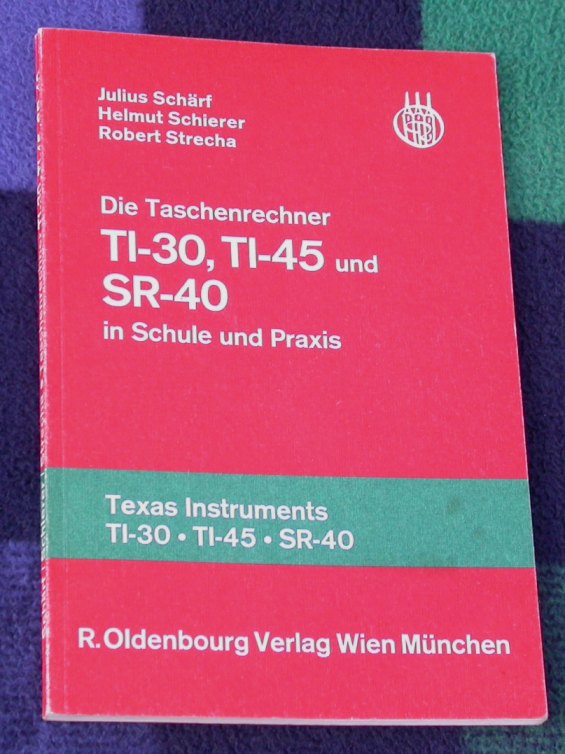 Julius Schärf
Helmut Schierer
Robert Strecha
Die Taschenrechner
TI-30, TI-45 und
SR-40
in Schule und Praxis
Texas Instruments
TI-30 • TI-45 • SR-40
R. Oldenbourg Verlag Wien München